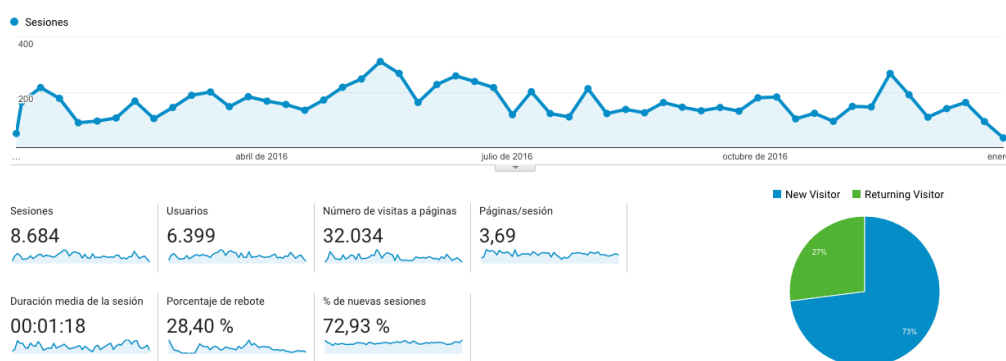 Sesiones
400
200
...
abril de 2016
julio de 2016
octubre de 2016
enero
New Visitor
Returning Visitor
Sesiones
8.684
Usuarios
6.399
Número de visitas a páginas
32.034
Páginas/sesión
3,69
Duración media de la sesión
00:01:18
Porcentaje de rebote
28,40 %
% de nuevas sesiones
72,93 %
27%
73%